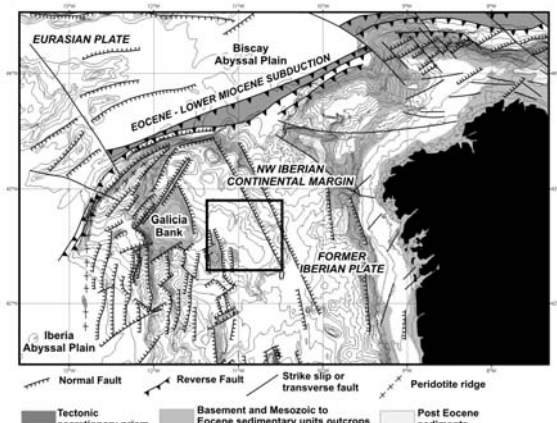 EURASIAN PLATE
Biscay
Abyssal Plain
EOCENE - LOWER MIOCENE SUBDUCTION
NW IBERIAN
CONTINENTAL MARGIN
Galicia
Bank
FORMER
IBERIAN PLATE
Iberia
Abyssal Plain
Normal Fault
Reverse Fault
Strike slip or
transverse fault
Peridotite ridge
Tectonic
accretionary prism
Basement and Mesozoic to
Eocene sedimentary units outcrops
Post Eocene
sediments